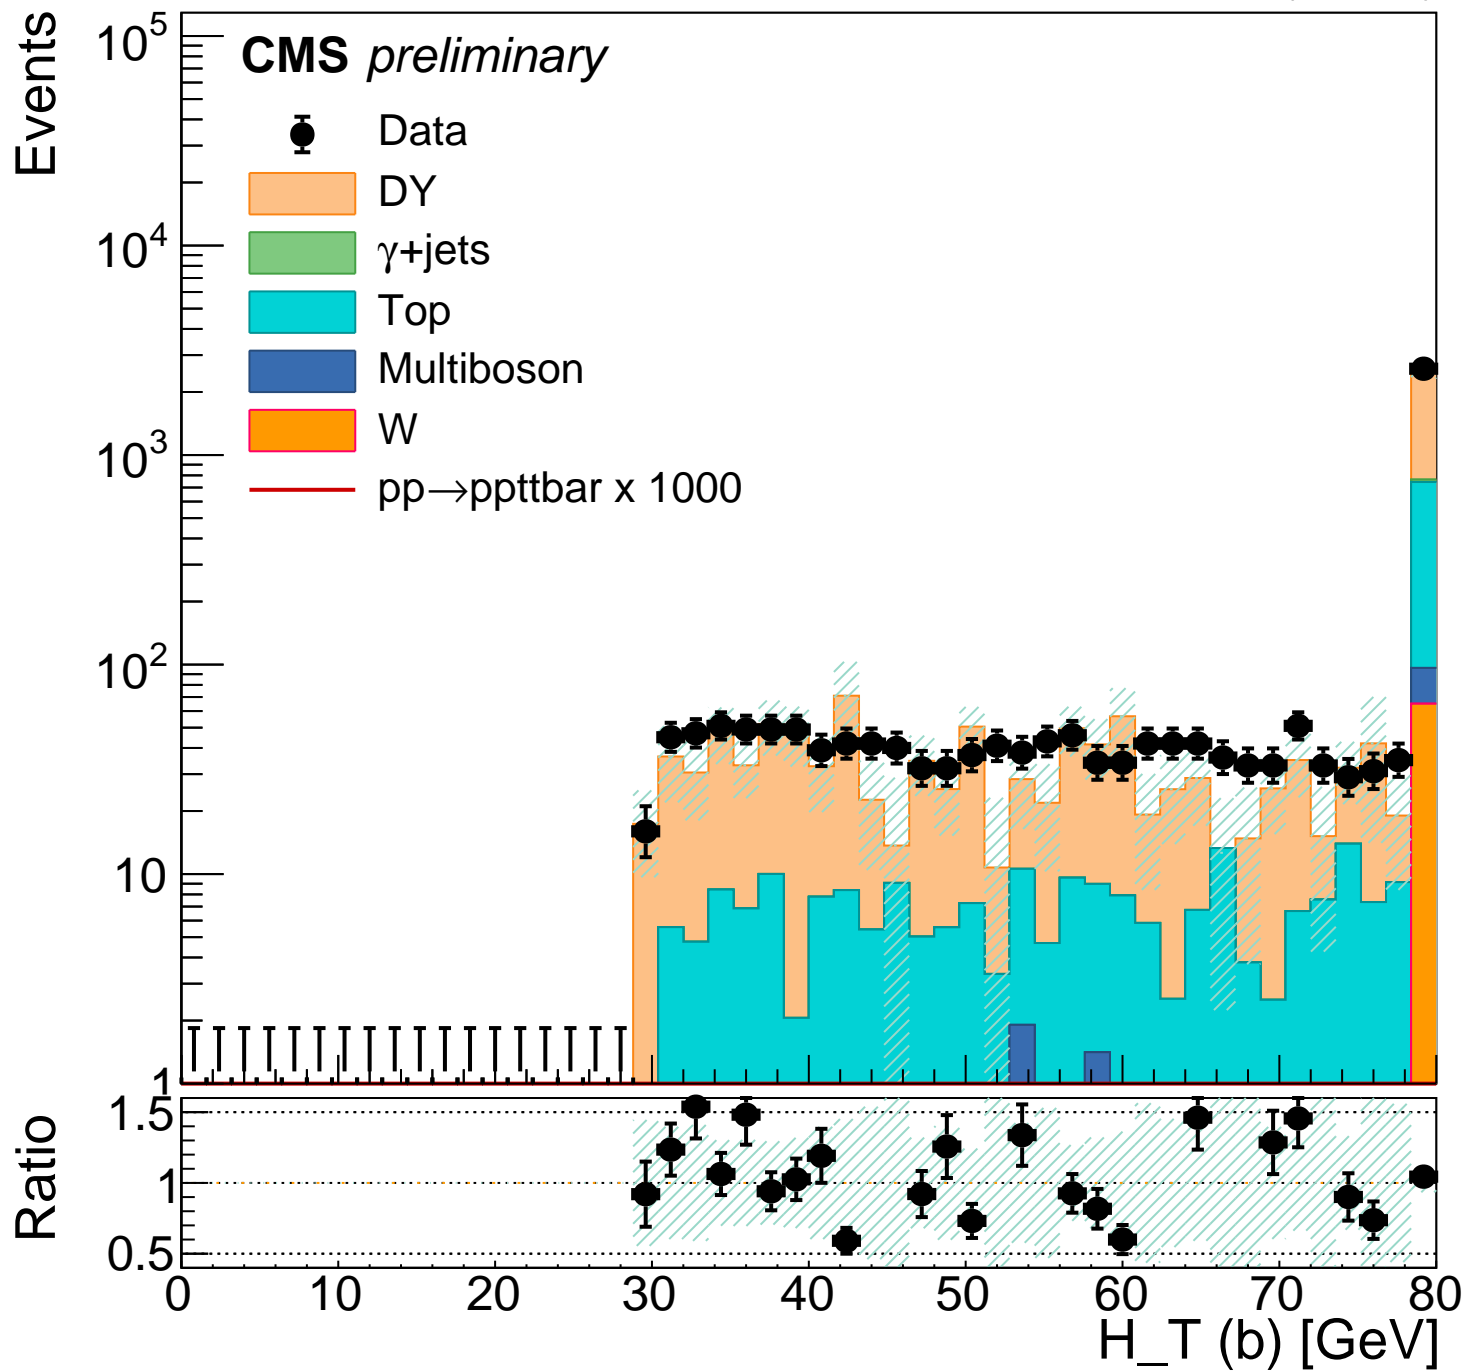 CMS preliminary
Events
Data
DY
γ+jets
Top
Multiboson
W
pp→ppttbar x 1000
10^5
10^4
10^3
10^2
10
1
Ratio
1.5
1
0.5
0 10 20 30 40 50 60 70 80
H_T (b) [GeV]